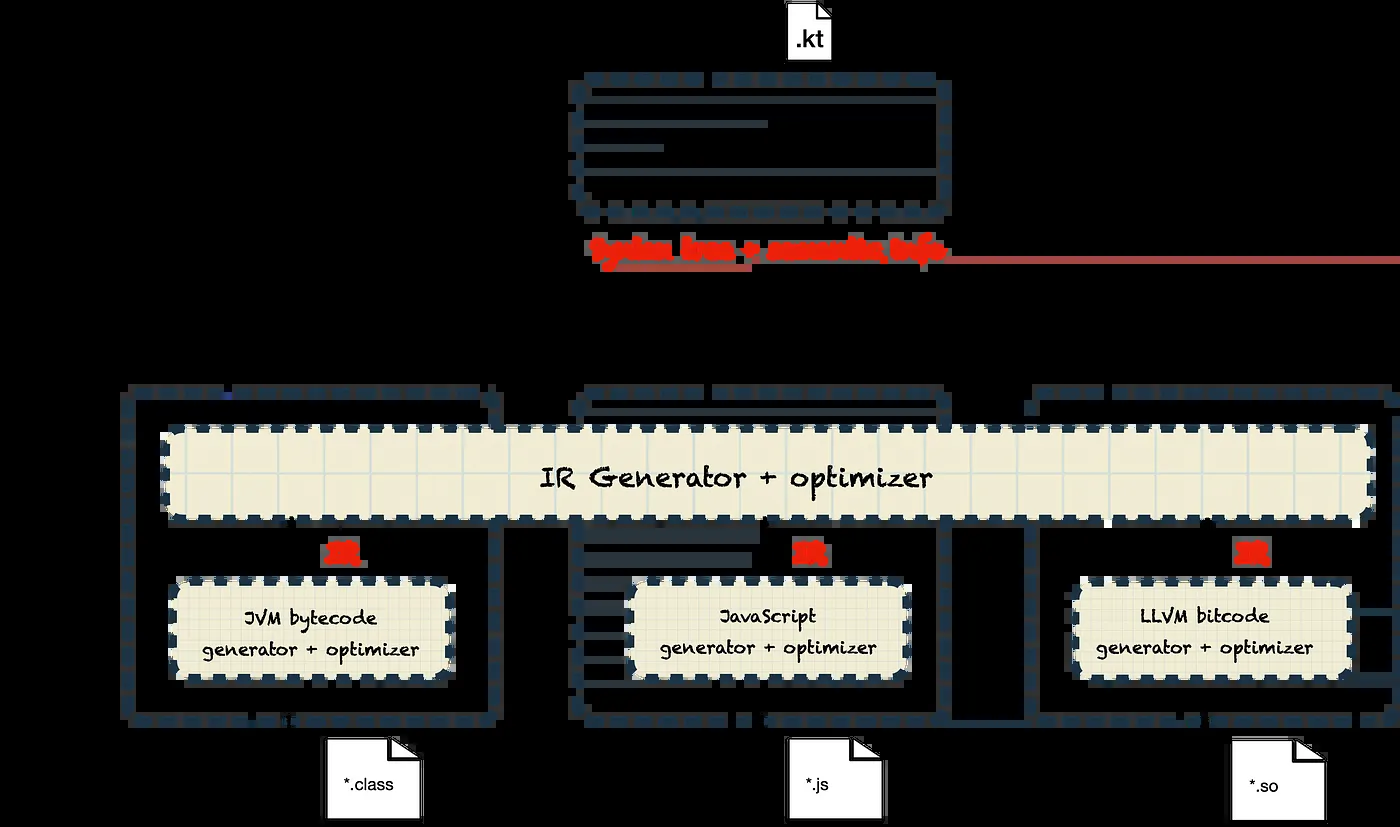 .kt
Syntax tree + semantic info
IR Generator + optimizer
IR
IR
IR
JVM bytecode
generator + optimizer
JavaScript
generator + optimizer
LLVM bitcode
generator + optimizer
*.class
*.js
*.so